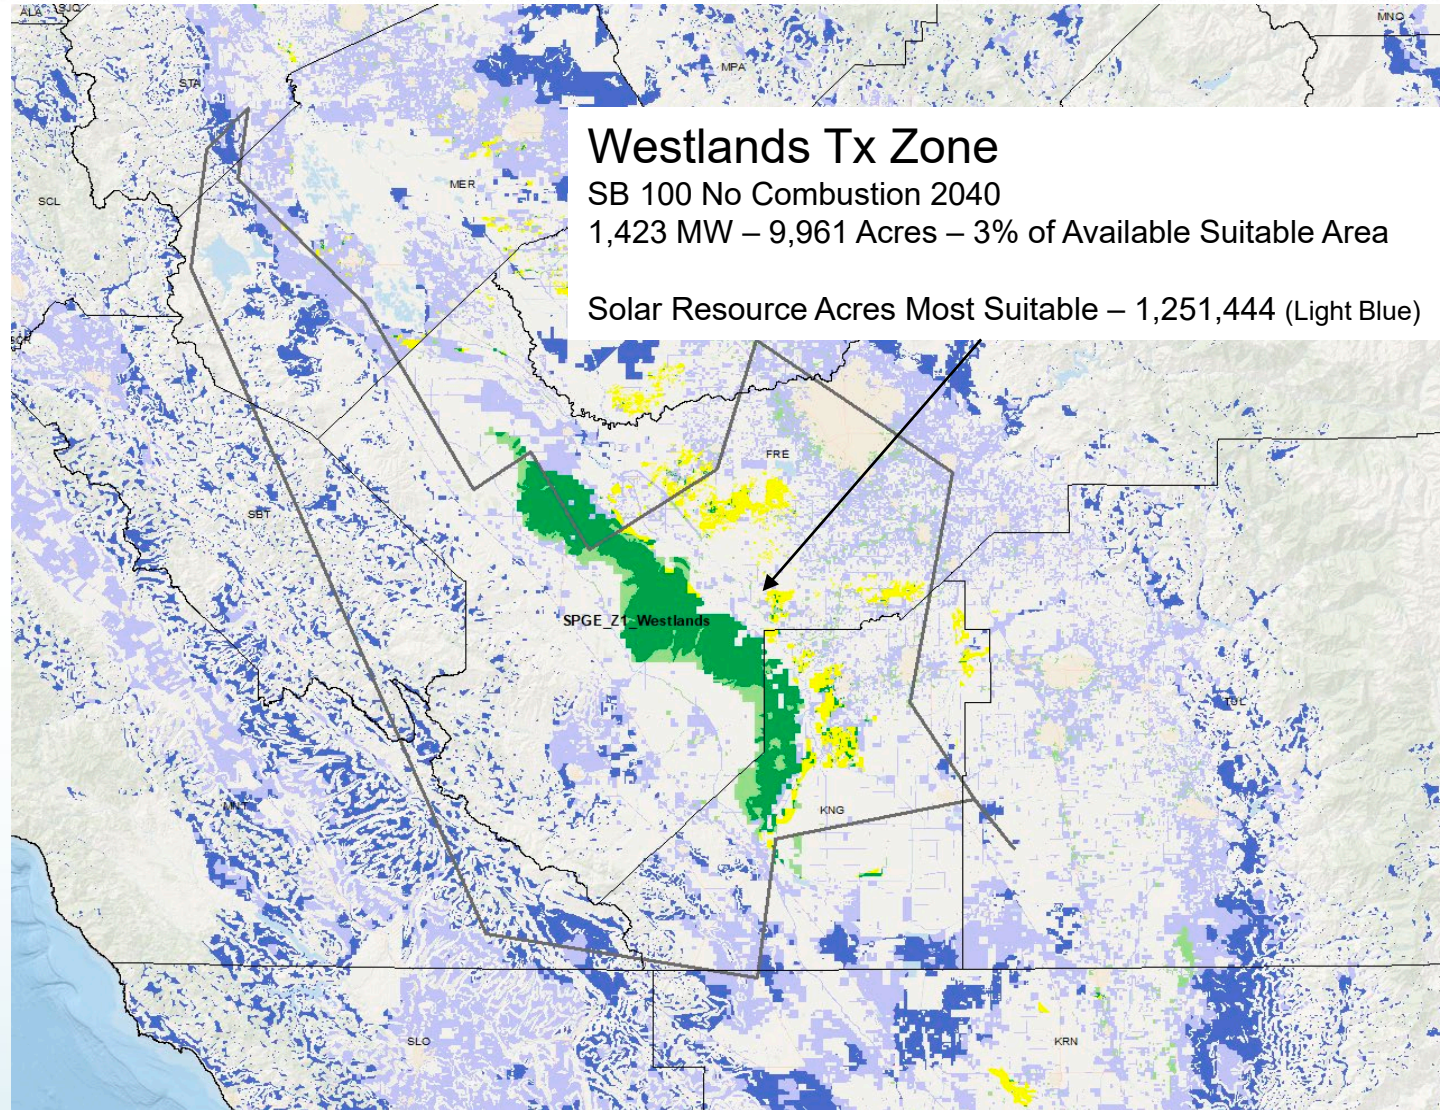 ALA
SJO
MNO
MPA
STA
Westlands Tx Zone
SB 100 No Combustion 2040
1,423 MW – 9,961 Acres – 3% of Available Suitable Area
Solar Resource Acres Most Suitable – 1,251,444 (Light Blue)
MER
SCL
FRE
SBT
SPGE_Z1_Westlands
TUL
MNT
KNG
SLO
KRN